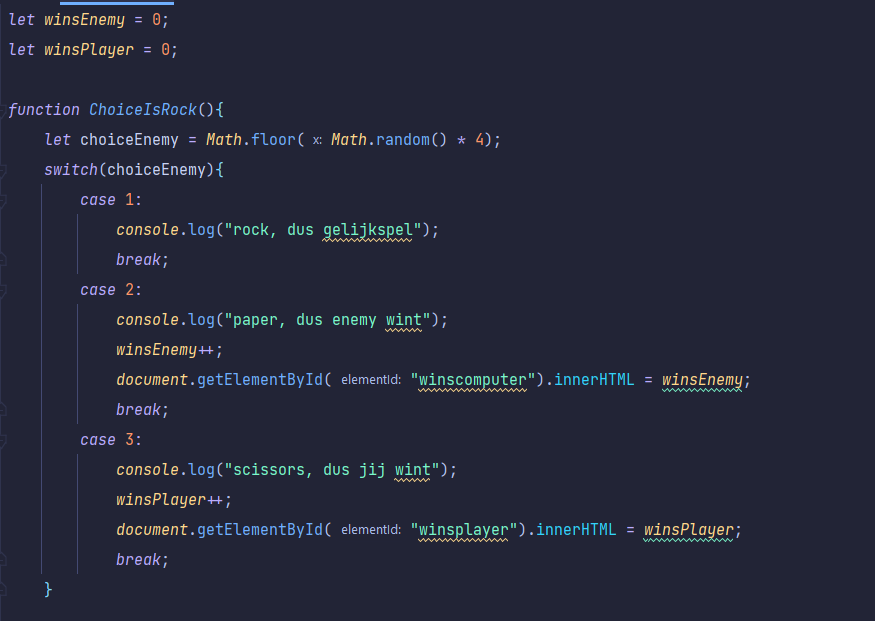 let winsEnemy = 0;
let winsPlayer = 0;
function ChoiceIsRock(){
let choiceEnemy = Math.floor( x: Math.random() * 4);
switch(choiceEnemy){
case 1:
console.log("rock, dus gelijkspel");
break;
case 2:
console.log("paper, dus enemy wint");
winsEnemy++;
document.getElementById( elementId: "winscomputer").innerHTML = winsEnemy;
break;
case 3:
console.log("scissors, dus jij wint");
winsPlayer++;
document.getElementById( elementId: "winsplayer").innerHTML = winsPlayer;
break;
}